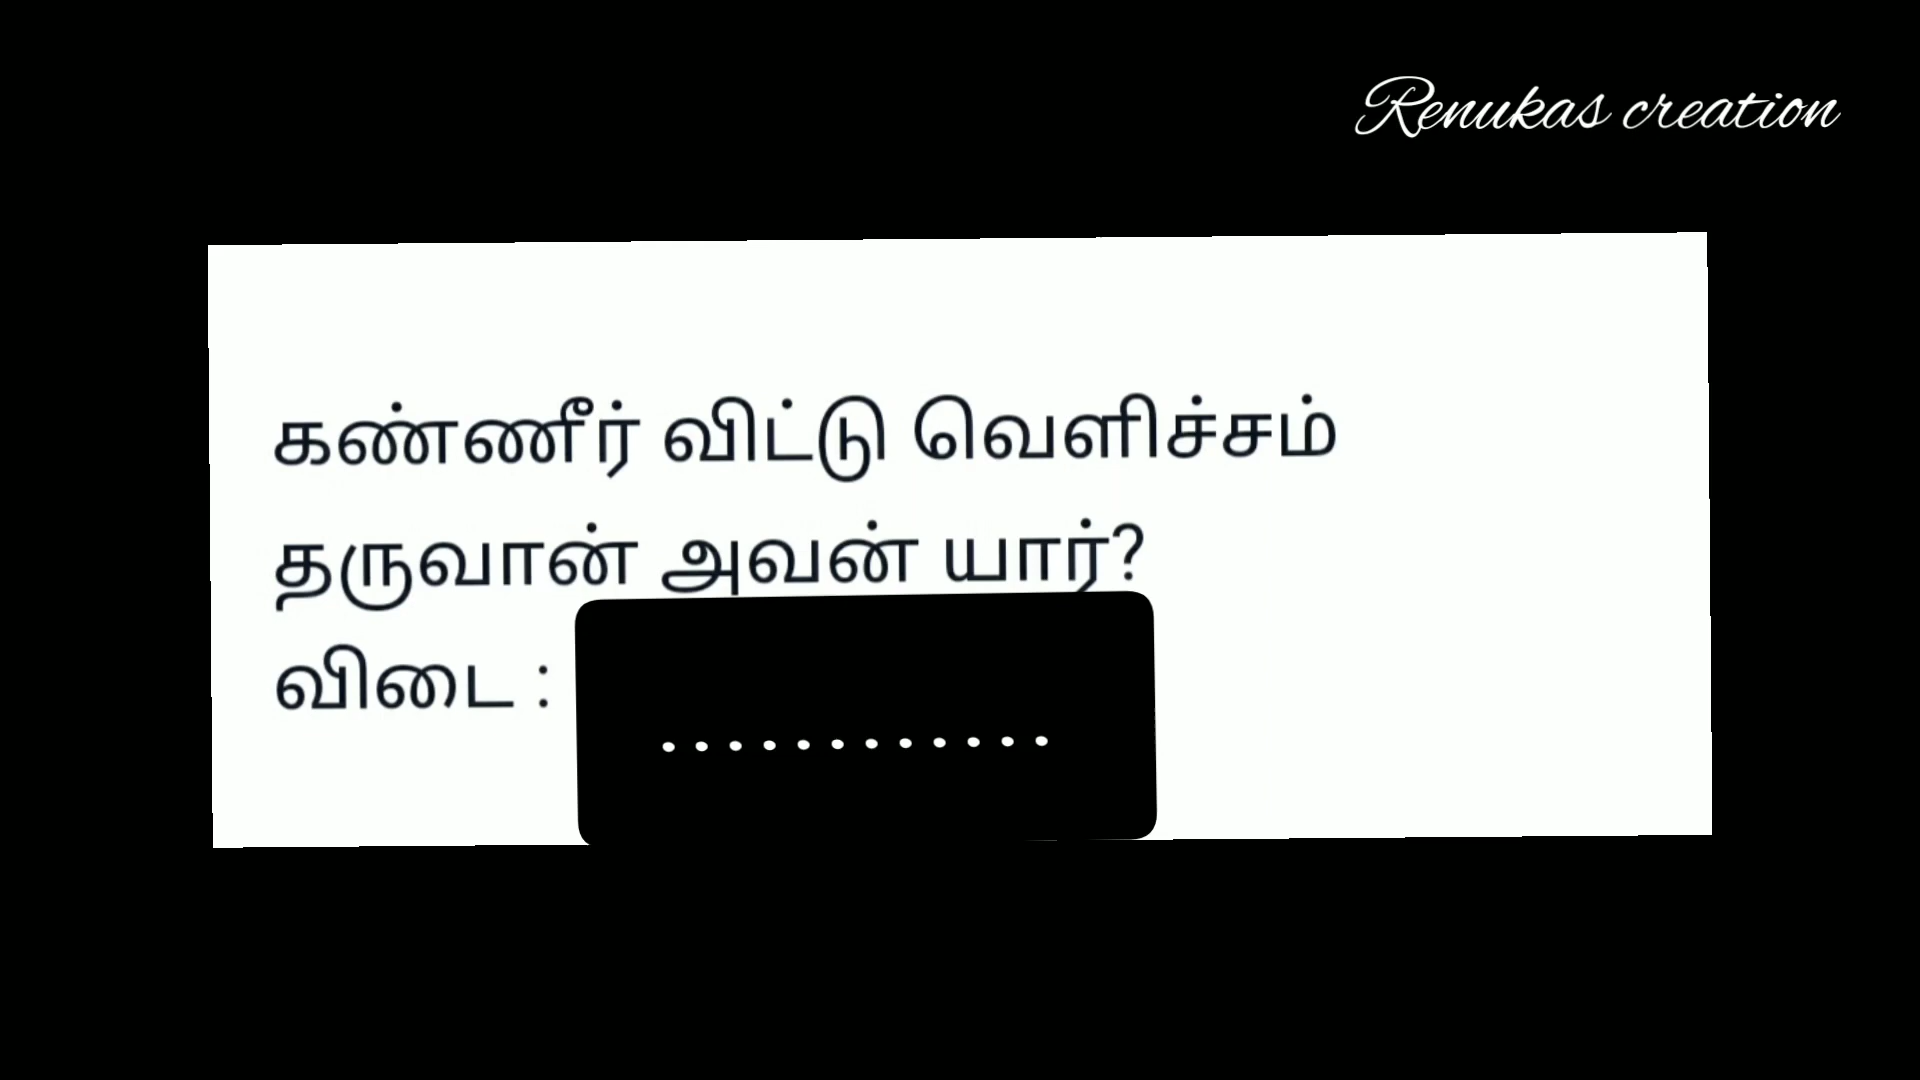 Renukas creation
கண்ணீர் விட்டு வெளிச்சம்
தருவான் அவன் யார்?
விடை :
............